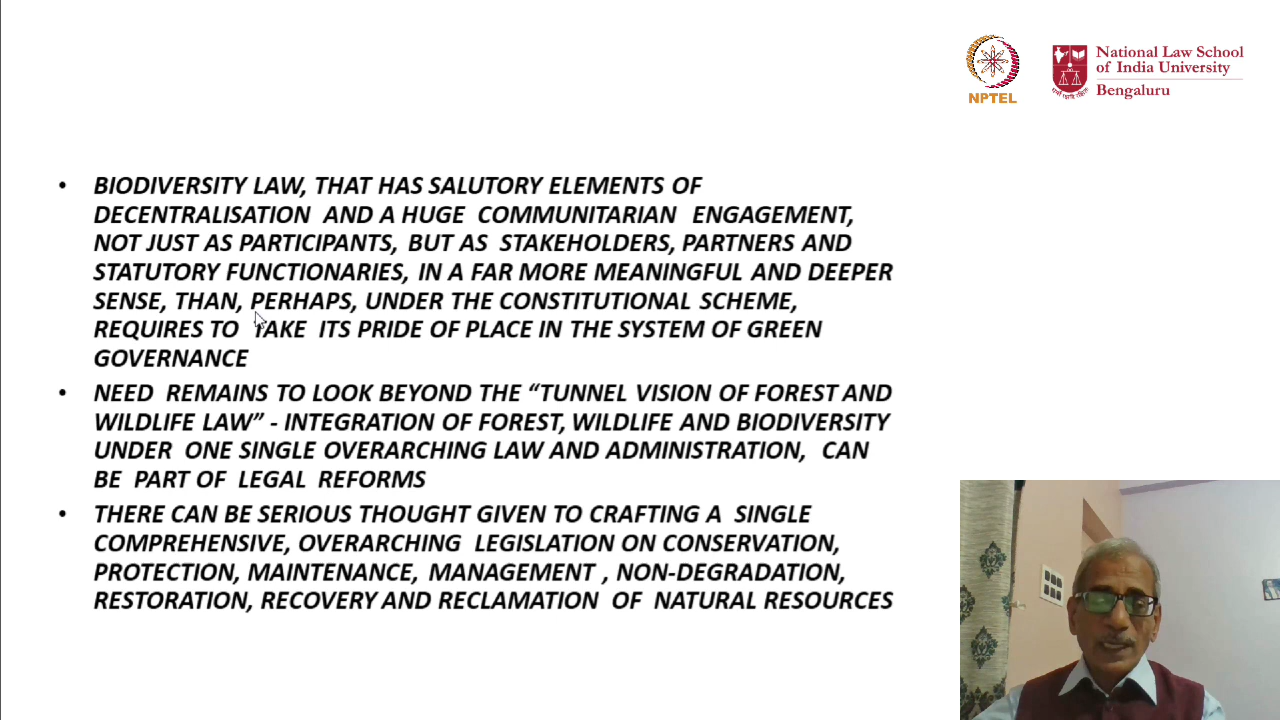 NPTEL
National Law School
of India University
Bengaluru
• BIODIVERSITY LAW, THAT HAS SALUTORY ELEMENTS OF
DECENTRALISATION AND A HUGE COMMUNITARIAN ENGAGEMENT,
NOT JUST AS PARTICIPANTS, BUT AS STAKEHOLDERS, PARTNERS AND
STATUTORY FUNCTIONARIES, IN A FAR MORE MEANINGFUL AND DEEPER
SENSE, THAN, PERHAPS, UNDER THE CONSTITUTIONAL SCHEME,
REQUIRES TO TAKE ITS PRIDE OF PLACE IN THE SYSTEM OF GREEN
GOVERNANCE
• NEED REMAINS TO LOOK BEYOND THE “TUNNEL VISION OF FOREST AND
WILDLIFE LAW” - INTEGRATION OF FOREST, WILDLIFE AND BIODIVERSITY
UNDER ONE SINGLE OVERARCHING LAW AND ADMINISTRATION, CAN
BE PART OF LEGAL REFORMS
• THERE CAN BE SERIOUS THOUGHT GIVEN TO CRAFTING A SINGLE
COMPREHENSIVE, OVERARCHING LEGISLATION ON CONSERVATION,
PROTECTION, MAINTENANCE, MANAGEMENT , NON-DEGRADATION,
RESTORATION, RECOVERY AND RECLAMATION OF NATURAL RESOURCES